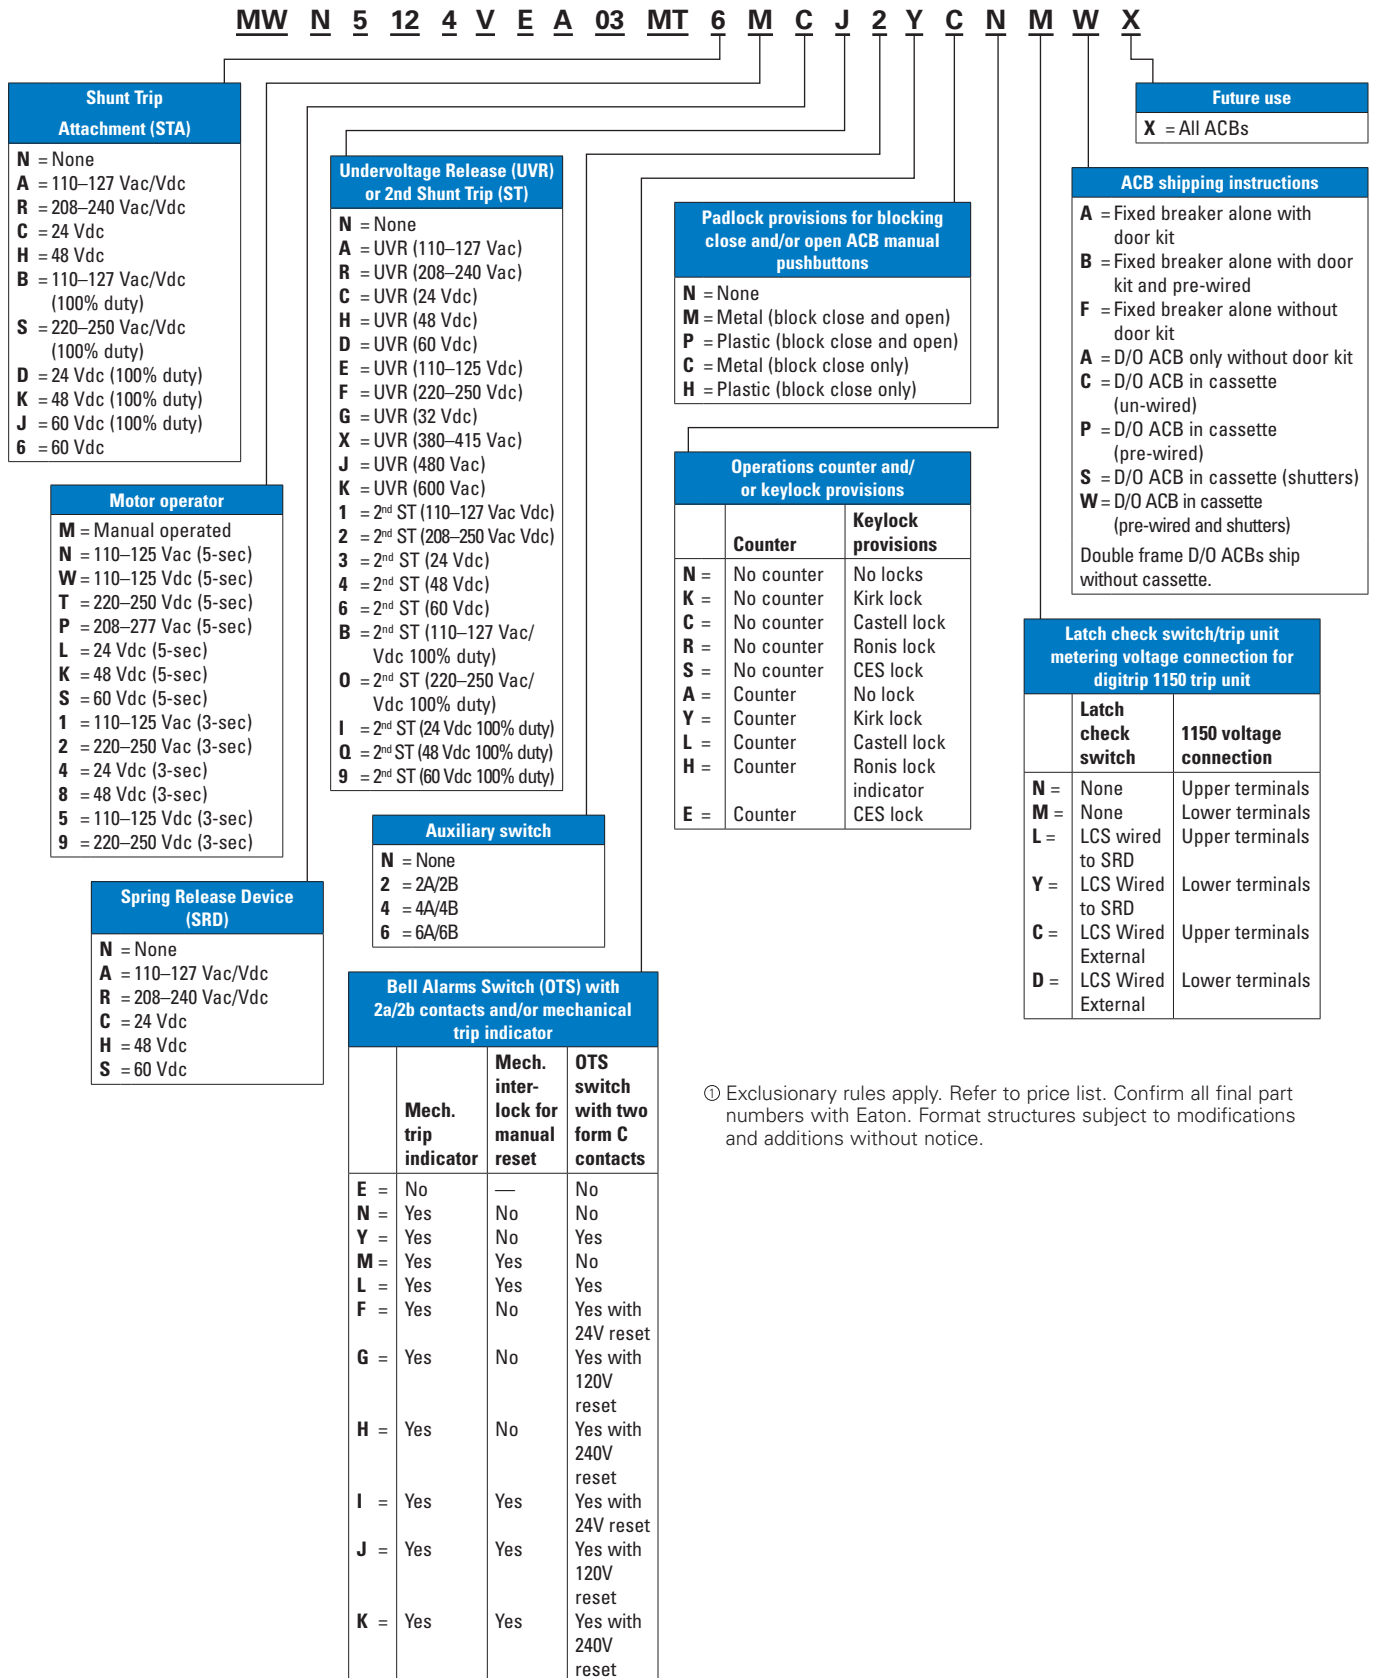 MW N 5 12 4 V E A 03 MT 6 M C J 2 Y C N M W X
Shunt Trip
Attachment (STA)
N = None
A = 110–127 Vac/Vdc
R = 208–240 Vac/Vdc
C = 24 Vdc
H = 48 Vdc
B = 110–127 Vac/Vdc
(100% duty)
S = 220–250 Vac/Vdc
(100% duty)
D = 24 Vdc (100% duty)
K = 48 Vdc (100% duty)
J = 60 Vdc (100% duty)
6 = 60 Vdc
Motor operator
M = Manual operated
N = 110–125 Vac (5-sec)
W = 110–125 Vdc (5-sec)
T = 220–250 Vdc (5-sec)
P = 208–277 Vac (5-sec)
L = 24 Vdc (5-sec)
K = 48 Vdc (5-sec)
S = 60 Vdc (5-sec)
1 = 110–125 Vac (3-sec)
2 = 220–250 Vac (3-sec)
4 = 24 Vdc (3-sec)
8 = 48 Vdc (3-sec)
5 = 110–125 Vdc (3-sec)
9 = 220–250 Vdc (3-sec)
Spring Release Device
(SRD)
N = None
A = 110–127 Vac/Vdc
R = 208–240 Vac/Vdc
C = 24 Vdc
H = 48 Vdc
S = 60 Vdc
Undervoltage Release (UVR)
or 2nd Shunt Trip (ST)
N = None
A = UVR (110–127 Vac)
R = UVR (208–240 Vac)
C = UVR (24 Vdc)
H = UVR (48 Vdc)
D = UVR (60 Vdc)
E = UVR (110–125 Vdc)
F = UVR (220–250 Vdc)
G = UVR (32 Vdc)
X = UVR (380–415 Vac)
J = UVR (480 Vac)
K = UVR (600 Vac)
1 = 2nd ST (110–127 Vac Vdc)
2 = 2nd ST (208–250 Vac Vdc)
3 = 2nd ST (24 Vdc)
4 = 2nd ST (48 Vdc)
6 = 2nd ST (60 Vdc)
B = 2nd ST (110–127 Vac/
Vdc 100% duty)
O = 2nd ST (220–250 Vac/
Vdc 100% duty)
I = 2nd ST (24 Vdc 100% duty)
Q = 2nd ST (48 Vdc 100% duty)
9 = 2nd ST (60 Vdc 100% duty)
Auxiliary switch
N = None
2 = 2A/2B
4 = 4A/4B
6 = 6A/6B
Bell Alarms Switch (OTS) with
2a/2b contacts and/or mechanical
trip indicator
Mech.
trip
indicator
Mech.
inter-
lock for
manual
reset
OTS
switch
with two
form C
contacts
E = No — No
N = Yes No No
Y = Yes No Yes
M = Yes Yes No
L = Yes Yes Yes
F = Yes No Yes with
24V reset
G = Yes No Yes with
120V
reset
H = Yes No Yes with
240V
reset
I = Yes Yes Yes with
24V reset
J = Yes Yes Yes with
120V
reset
K = Yes Yes Yes with
240V
reset
Padlock provisions for blocking
close and/or open ACB manual
pushbuttons
N = None
M = Metal (block close and open)
P = Plastic (block close and open)
C = Metal (block close only)
H = Plastic (block close only)
Operations counter and/
or keylock provisions
Counter
Keylock
provisions
N = No counter No locks
K = No counter Kirk lock
C = No counter Castell lock
R = No counter Ronis lock
S = No counter CES lock
A = Counter No lock
Y = Counter Kirk lock
L = Counter Castell lock
H = Counter Ronis lock
indicator
E = Counter CES lock
Future use
X = All ACBs
ACB shipping instructions
A = Fixed breaker alone with
door kit
B = Fixed breaker alone with door
kit and pre-wired
F = Fixed breaker alone without
door kit
A = D/O ACB only without door kit
C = D/O ACB in cassette
(un-wired)
P = D/O ACB in cassette
(pre-wired)
S = D/O ACB in cassette (shutters)
W = D/O ACB in cassette
(pre-wired and shutters)
Double frame D/O ACBs ship
without cassette.
Latch check switch/trip unit
metering voltage connection for
digitrip 1150 trip unit
Latch
check
switch
1150 voltage
connection
N = None Upper terminals
M = None Lower terminals
L = LCS wired Upper terminals
to SRD
Y = LCS Wired Lower terminals
to SRD
C = LCS Wired Upper terminals
External
D = LCS Wired Lower terminals
External
① Exclusionary rules apply. Refer to price list. Confirm all final part
numbers with Eaton. Format structures subject to modifications
and additions without notice.